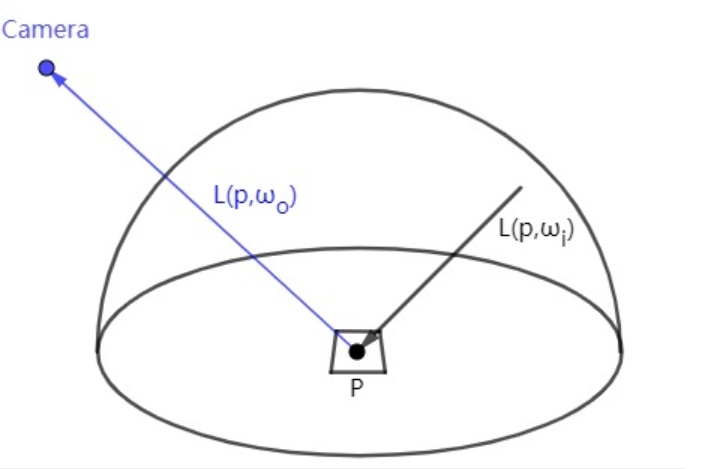 Camera
L(p,ωₒ)
L(p,ωᵢ)
P